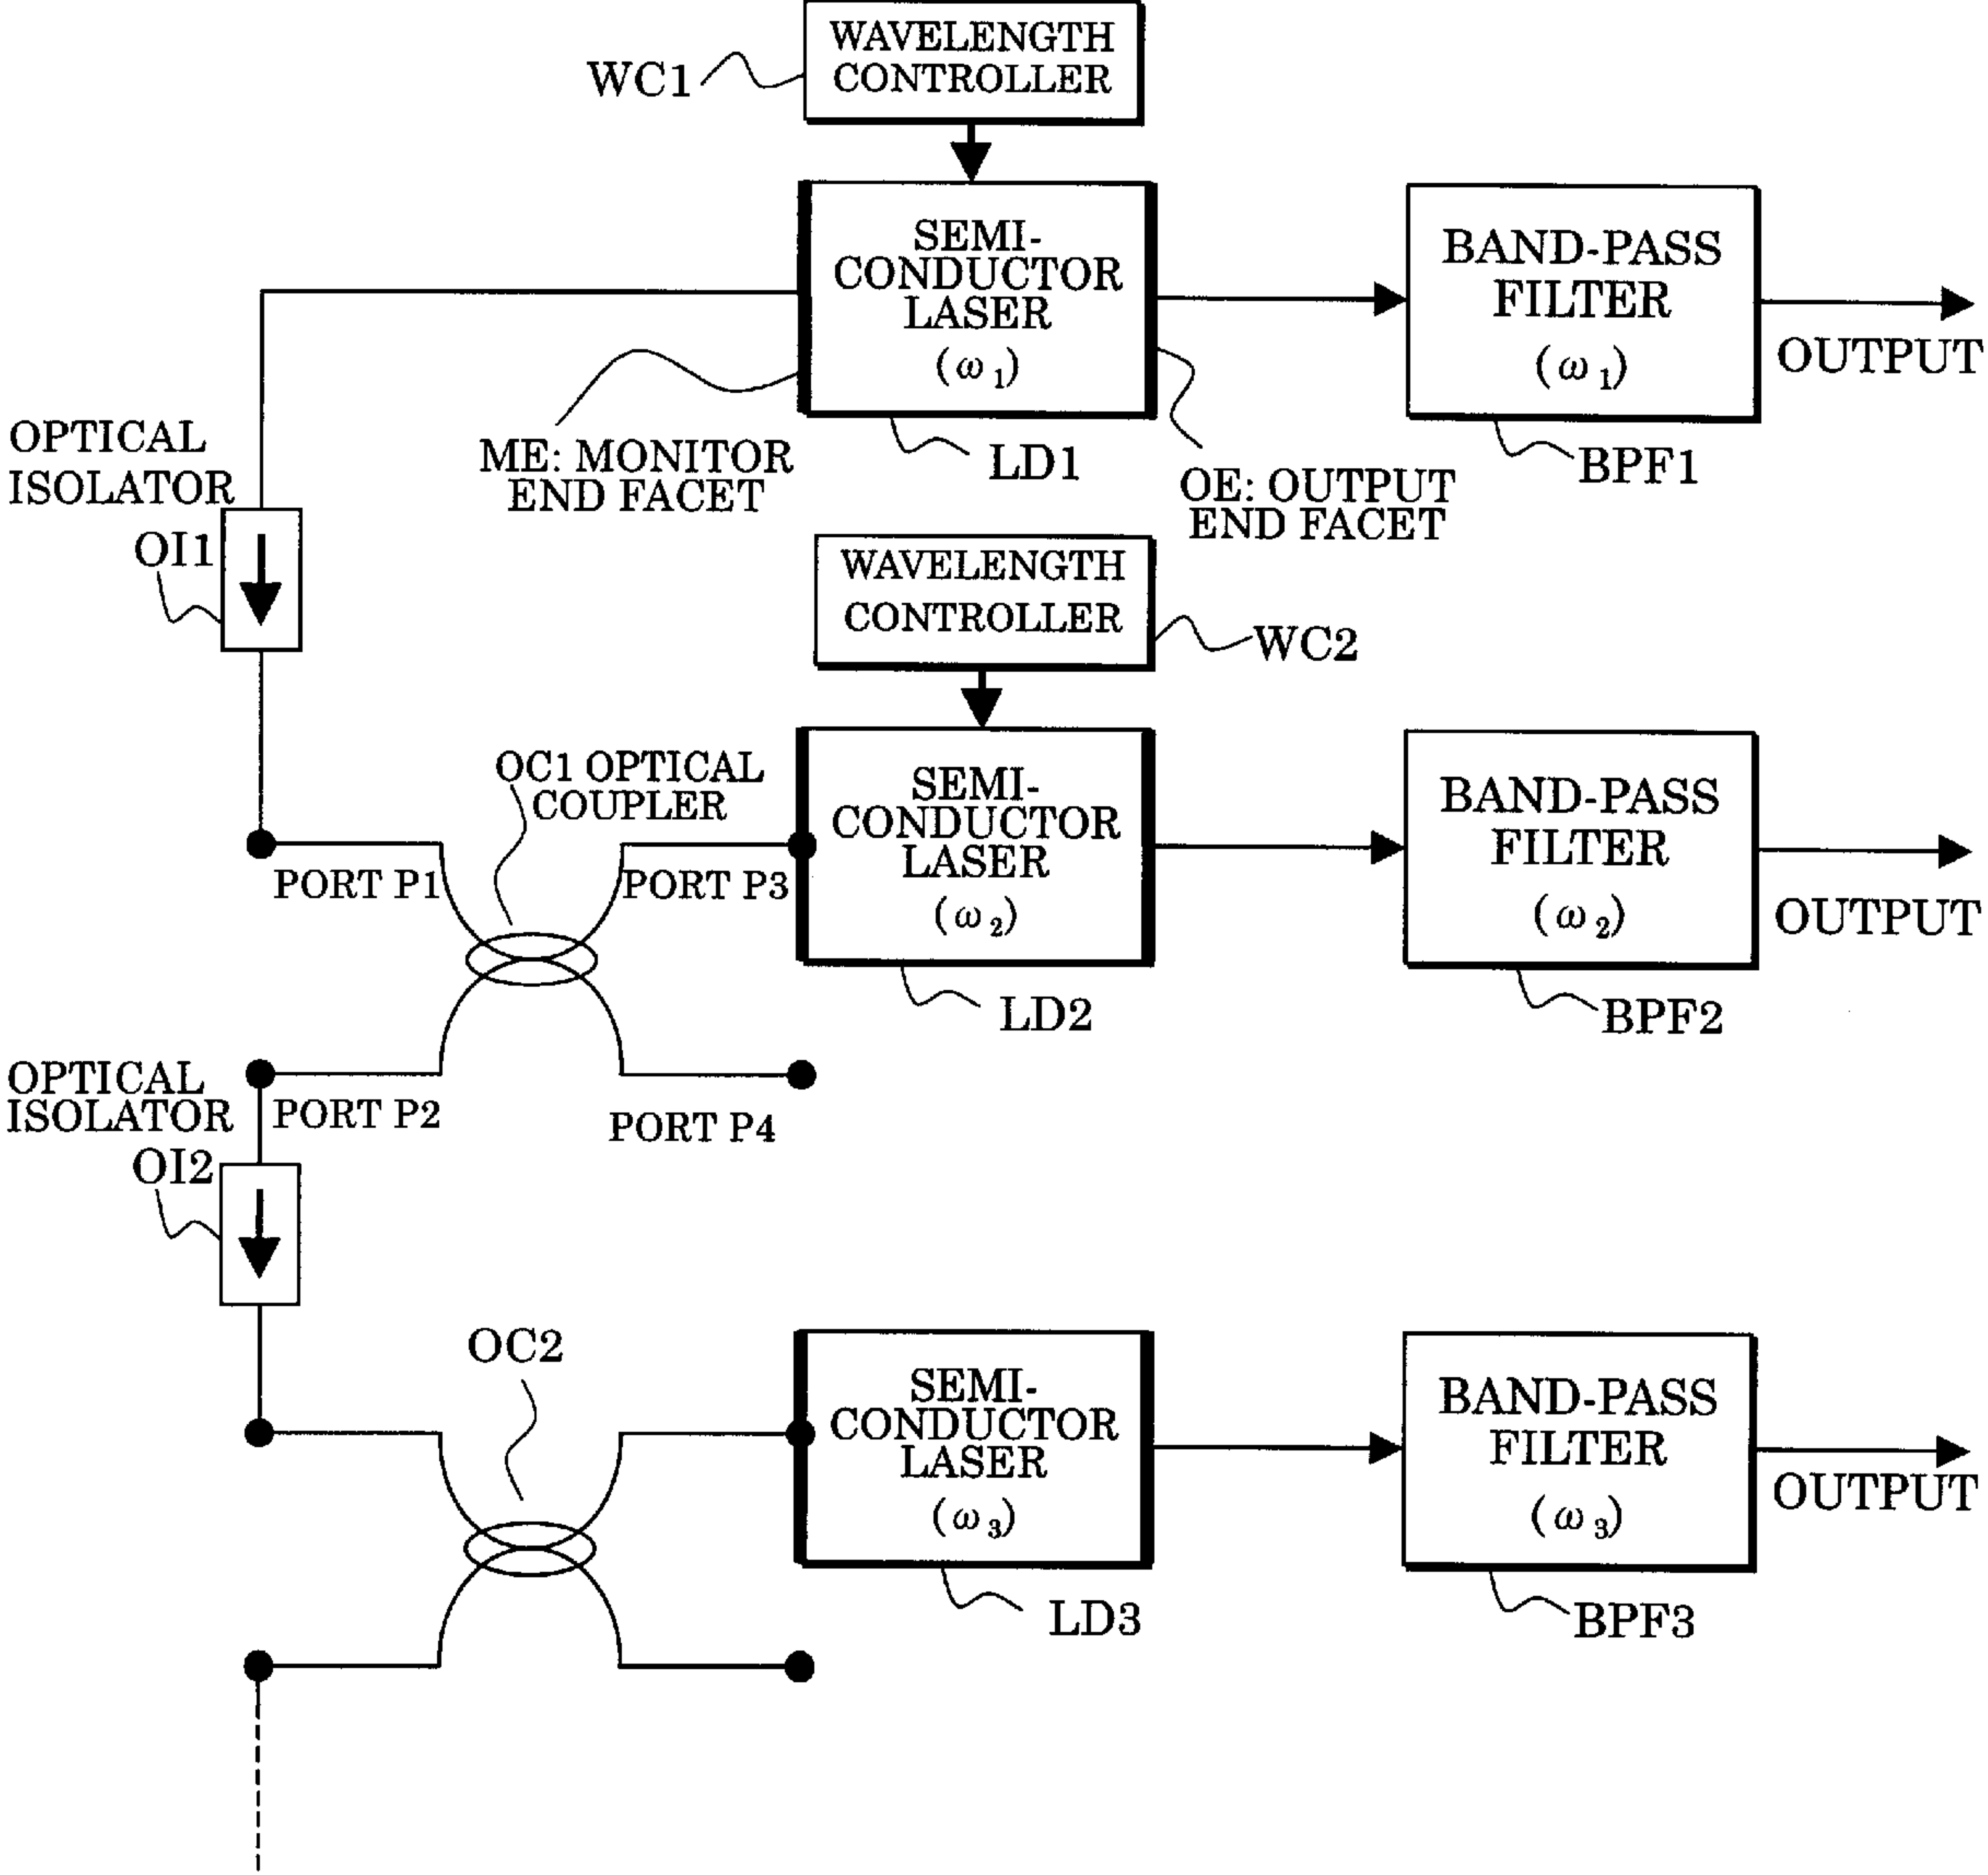 WAVELENGTH
CONTROLLER
WC1
SEMI-
CONDUCTOR
LASER
(ω1)
BAND-PASS
FILTER
(ω1)
OUTPUT
OPTICAL
ISOLATOR
OI1
ME: MONITOR
END FACET
LD1
OE: OUTPUT
END FACET
BPF1
WAVELENGTH
CONTROLLER
WC2
OC1 OPTICAL
COUPLER
PORT P1
PORT P3
SEMI-
CONDUCTOR
LASER
(ω2)
BAND-PASS
FILTER
(ω2)
OUTPUT
LD2
BPF2
OPTICAL
ISOLATOR
OI2
PORT P2
PORT P4
OC2
SEMI-
CONDUCTOR
LASER
(ω3)
BAND-PASS
FILTER
(ω3)
OUTPUT
LD3
BPF3